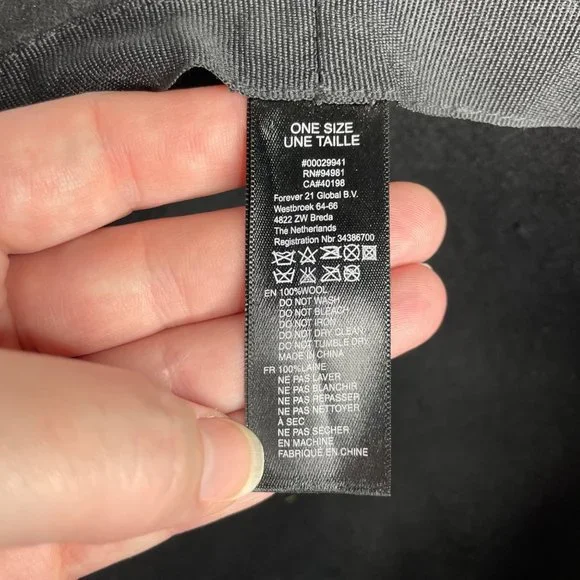 ONE SIZE
UNE TAILLE
#00029941
RN#94981
CA#40198
Forever 21 Global B.V.
Westbroek 64-66
4822 ZW Breda
The Netherlands
Registration Nbr 34386700
EN 100%WOOL
DO NOT WASH
DO NOT BLEACH
DO NOT IRON
DO NOT DRY CLEAN
DO NOT TUMBLE DRY
MADE IN CHINA
FR 100%LAINE
NE PAS LAVER
NE PAS BLANCHIR
NE PAS REPASSER
NE PAS NETTOYER
À SEC
NE PAS SÉCHER
EN MACHINE
FABRIQUÉ EN CHINE